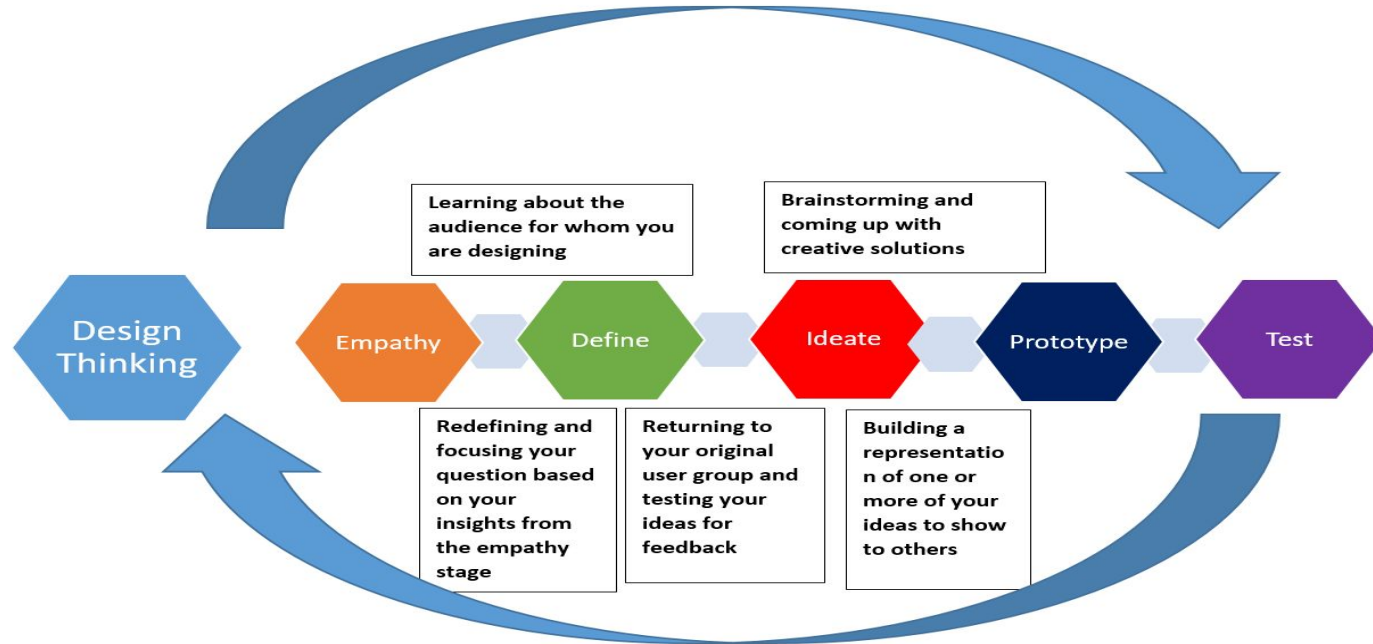 Learning about the
audience for whom you
are designing
Brainstorming and
coming up with
creative solutions
Design
Thinking
Empathy
Define
Ideate
Prototype
Test
Redefining and
focusing your
question based
on your
insights from
the empathy
stage
Returning to
your original
user group and
testing your
ideas for
feedback
Building a
representatio
n of one or
more of your
ideas to show
to others